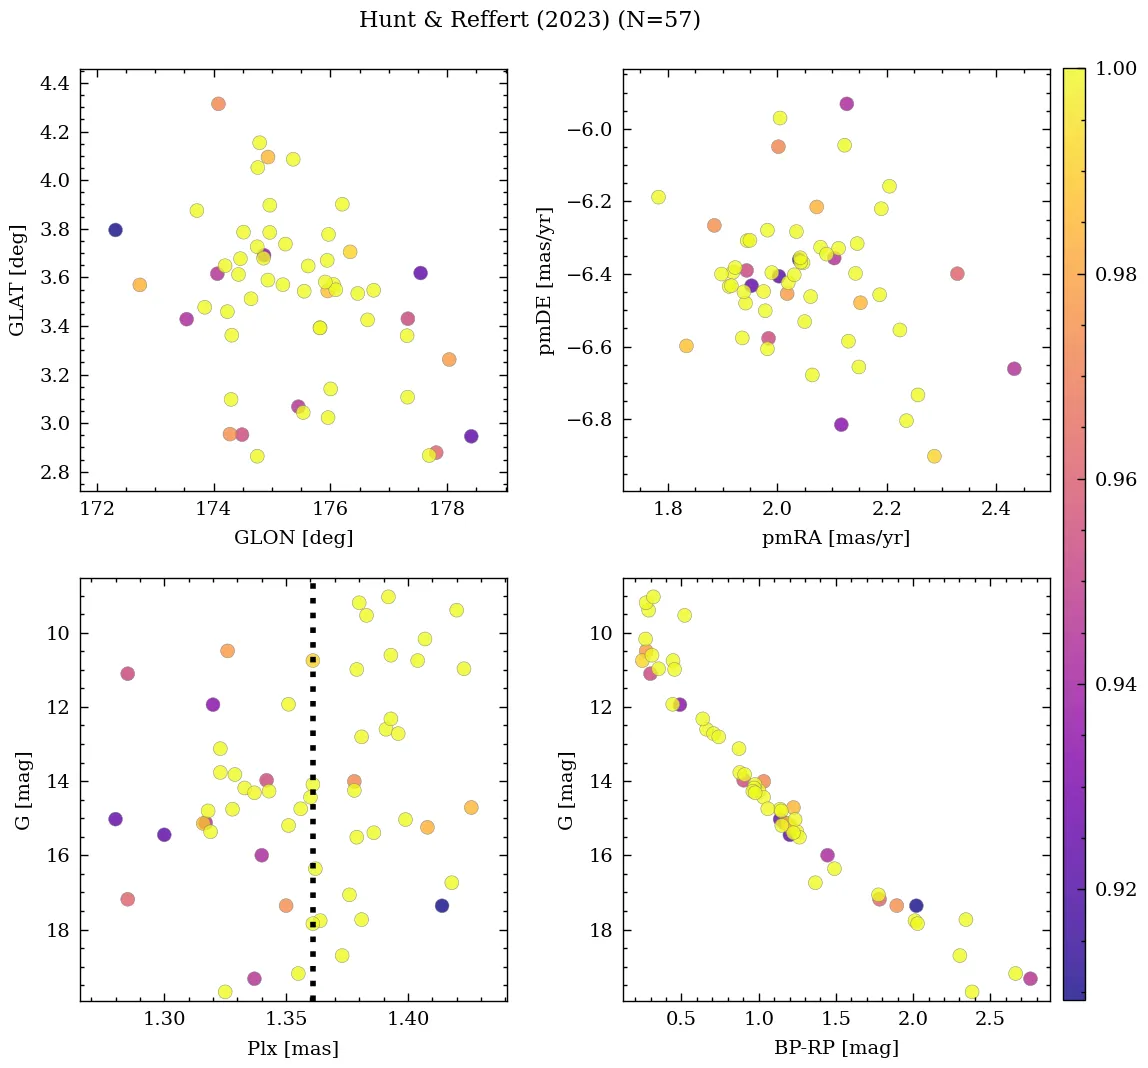 Hunt & Reffert (2023) (N=57)
4.4
4.2
4.0
3.8
3.6
3.4
3.2
3.0
2.8
GLAT [deg]
172 174 176 178
GLON [deg]
−6.0
−6.2
−6.4
−6.6
−6.8
pmDE [mas/yr]
1.8 2.0 2.2 2.4
pmRA [mas/yr]
10
12
14
16
18
G [mag]
1.30 1.35 1.40
Plx [mas]
10
12
14
16
18
G [mag]
0.5 1.0 1.5 2.0 2.5
BP-RP [mag]
1.00
0.98
0.96
0.94
0.92